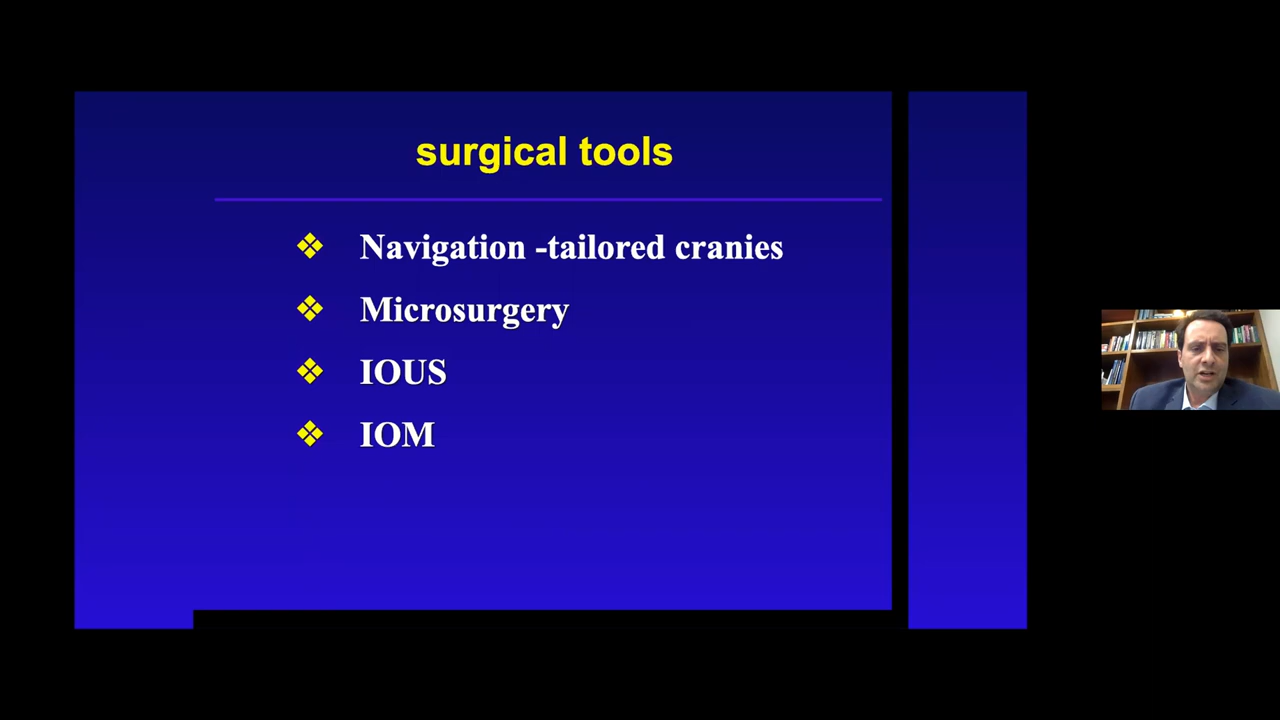 surgical tools
Navigation -tailored cranies
Microsurgery
IOUS
IOM